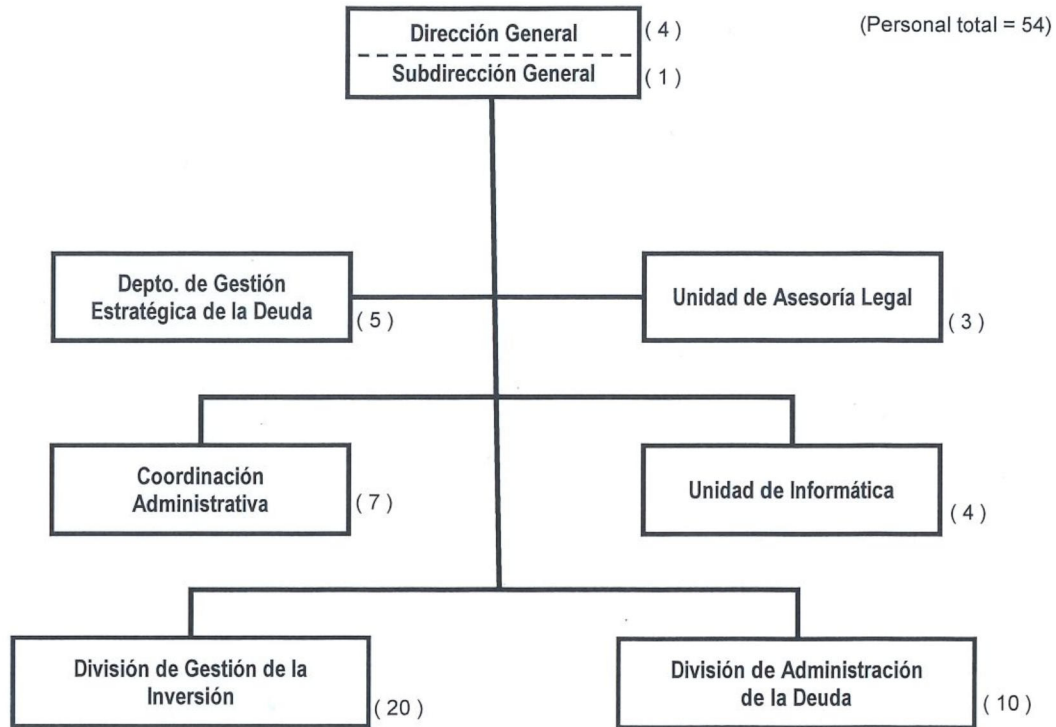 Dirección General
( 4 )
(Personal total = 54)
Subdirección General
( 1 )
Depto. de Gestión
Estratégica de la Deuda
( 5 )
Unidad de Asesoría Legal
( 3 )
Coordinación
Administrativa
( 7 )
Unidad de Informática
( 4 )
División de Gestión de la
Inversión
( 20 )
División de Administración
de la Deuda
( 10 )